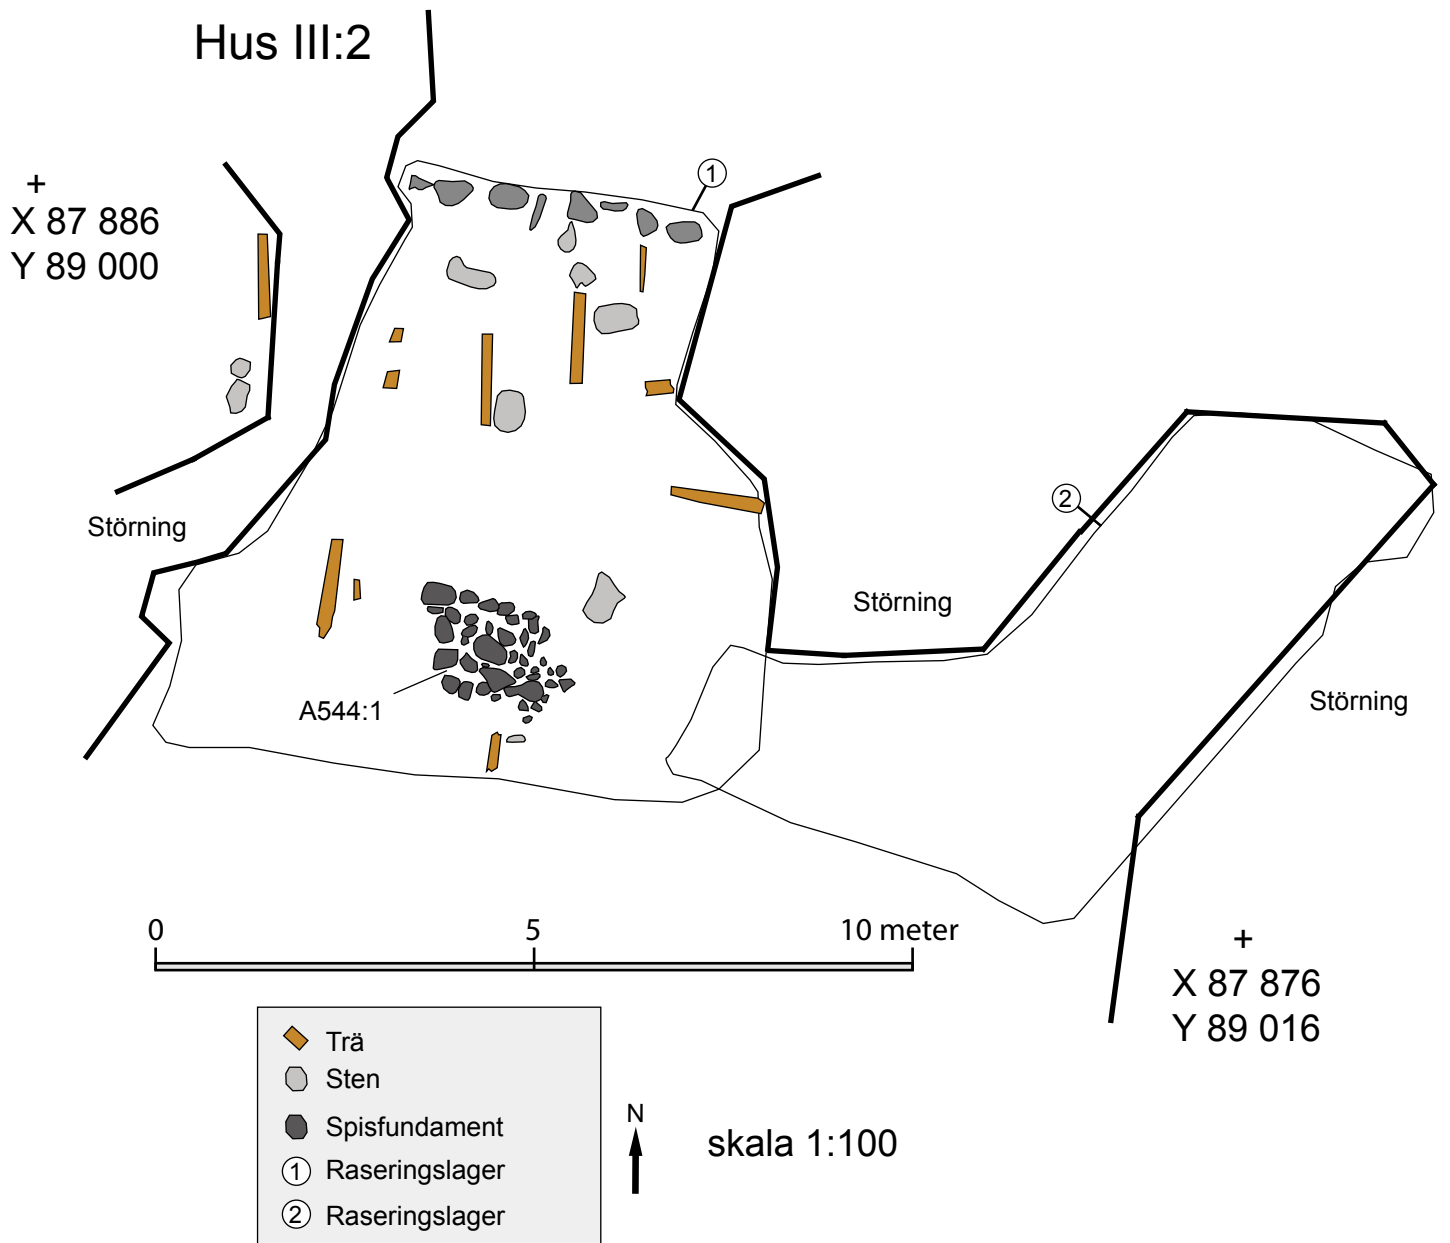 Hus III:2
1
+
X 87 886
Y 89 000
Störning
2
Störning
Störning
A544:1
0 5 10 meter
+
X 87 876
Y 89 016
Trä
Sten
Spisfundament
1 Raseringslager
2 Raseringslager
N
skala 1:100